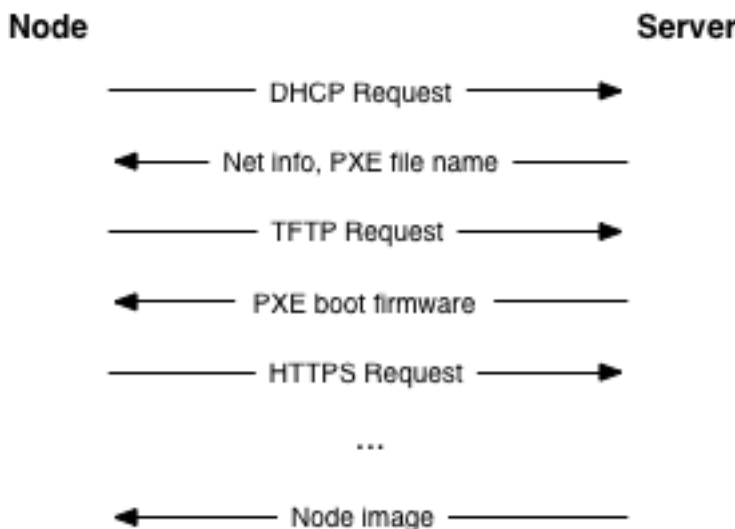 Node Server
DHCP Request
Net info, PXE file name
TFTP Request
PXE boot firmware
HTTPS Request
...
Node image